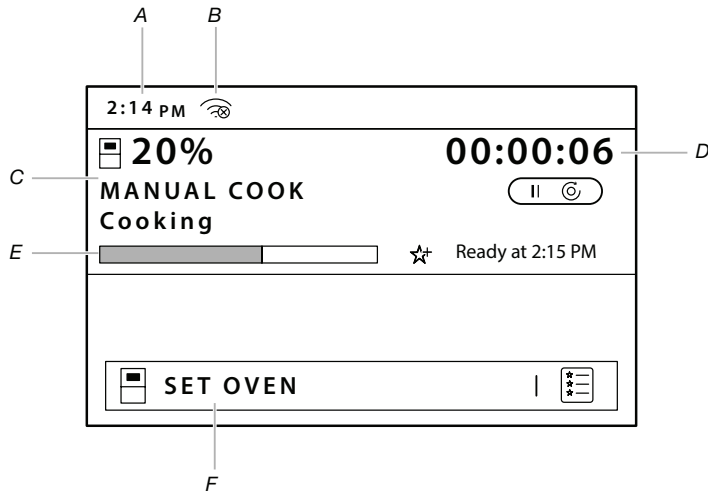 A B
2:14 PM
20% 00:00:06 D
C
MANUAL COOK
Cooking
E Ready at 2:15 PM
SET OVEN
F